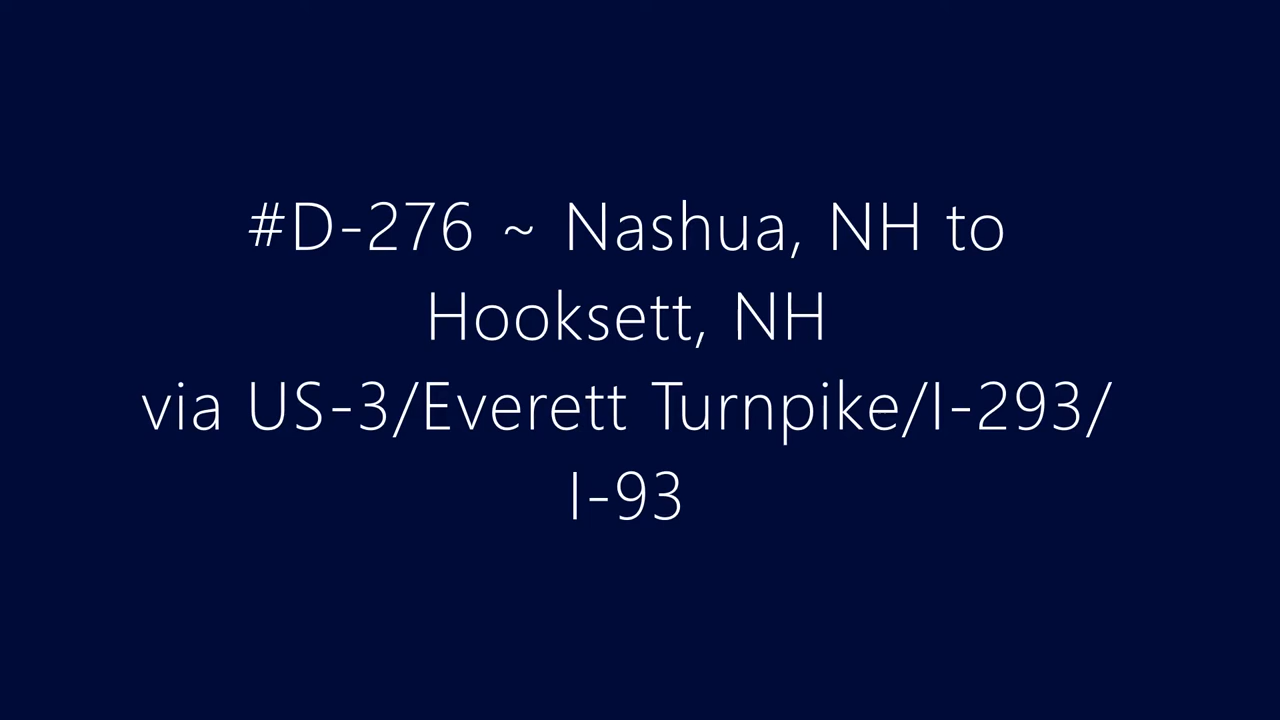 #D-276 ~ Nashua, NH to
Hooksett, NH
via US-3/Everett Turnpike/I-293/
I-93